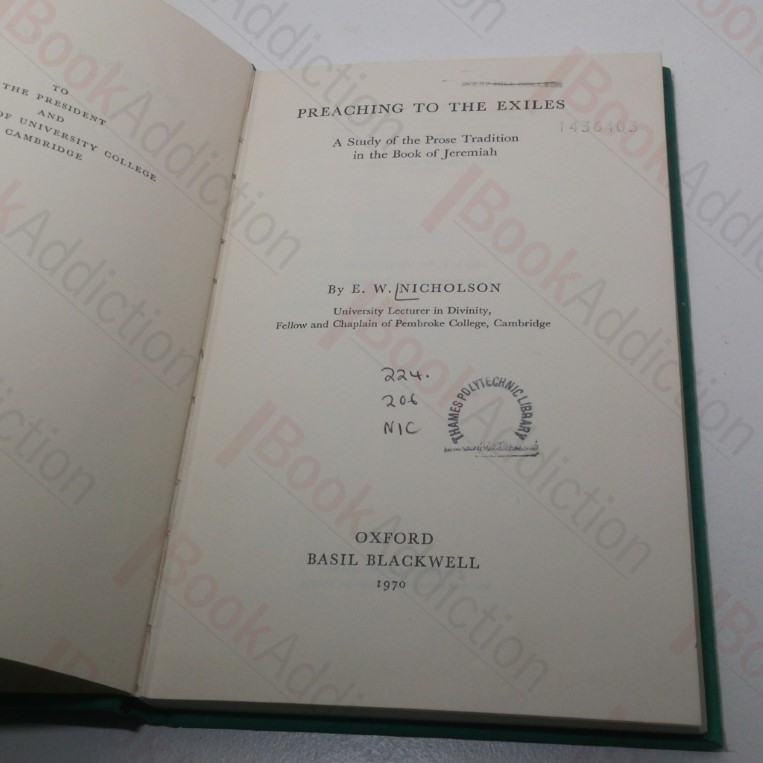 TO
THE PRESIDENT
AND
OF UNIVERSITY COLLEGE
CAMBRIDGE
PREACHING TO THE EXILES
1436403
A Study of the Prose Tradition
in the Book of Jeremiah
By E. W. NICHOLSON
University Lecturer in Divinity,
Fellow and Chaplain of Pembroke College, Cambridge
224.
206
NIC
THAMES POLYTECHNIC LIBRARY
OXFORD
BASIL BLACKWELL
1970
BookAddiction